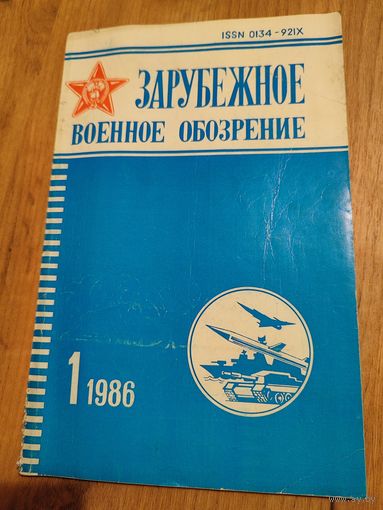 ISSN 0134-921X
ЗАРУБЕЖНОЕ
ВОЕННОЕ ОБОЗРЕНИЕ
1 1986